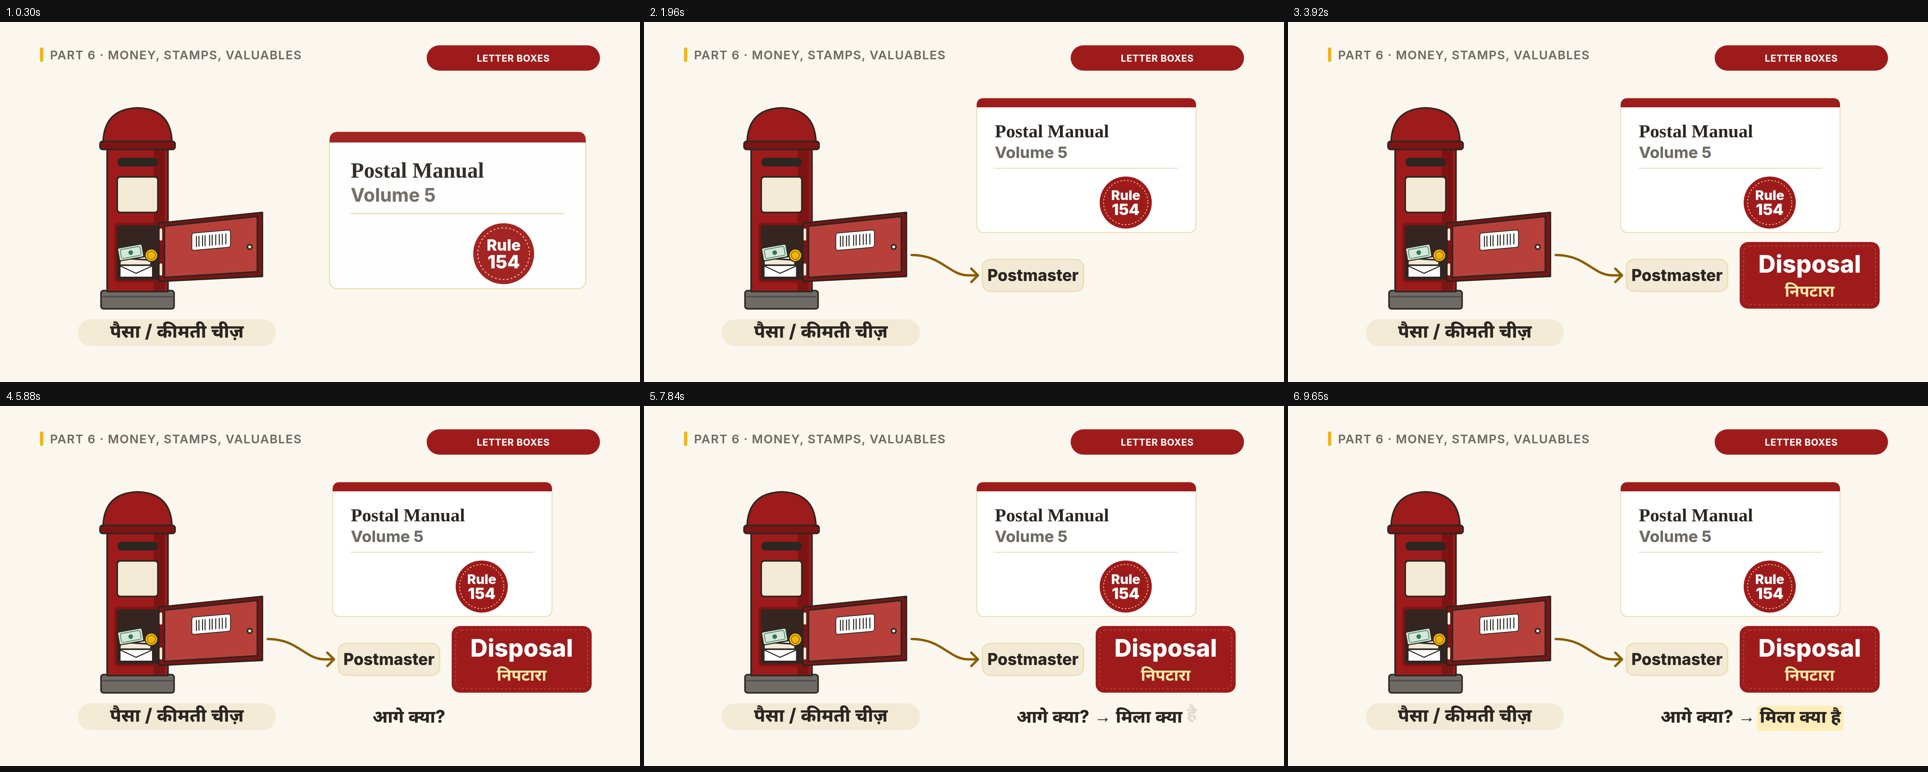 1. 0.30s
PART 6 · MONEY, STAMPS, VALUABLES
LETTER BOXES
Postal Manual
Volume 5
Rule
154
पैसा / कीमती चीज़
2. 1.96s
PART 6 · MONEY, STAMPS, VALUABLES
LETTER BOXES
Postal Manual
Volume 5
Rule
154
Postmaster
पैसा / कीमती चीज़
3. 3.92s
PART 6 · MONEY, STAMPS, VALUABLES
LETTER BOXES
Postal Manual
Volume 5
Rule
154
Postmaster
Disposal
निपटारा
पैसा / कीमती चीज़
4. 5.88s
PART 6 · MONEY, STAMPS, VALUABLES
LETTER BOXES
Postal Manual
Volume 5
Rule
154
Postmaster
Disposal
निपटारा
पैसा / कीमती चीज़
आगे क्या?
5. 7.84s
PART 6 · MONEY, STAMPS, VALUABLES
LETTER BOXES
Postal Manual
Volume 5
Rule
154
Postmaster
Disposal
निपटारा
पैसा / कीमती चीज़
आगे क्या? → मिला क्या है
6. 9.65s
PART 6 · MONEY, STAMPS, VALUABLES
LETTER BOXES
Postal Manual
Volume 5
Rule
154
Postmaster
Disposal
निपटारा
पैसा / कीमती चीज़
आगे क्या? → मिला क्या है